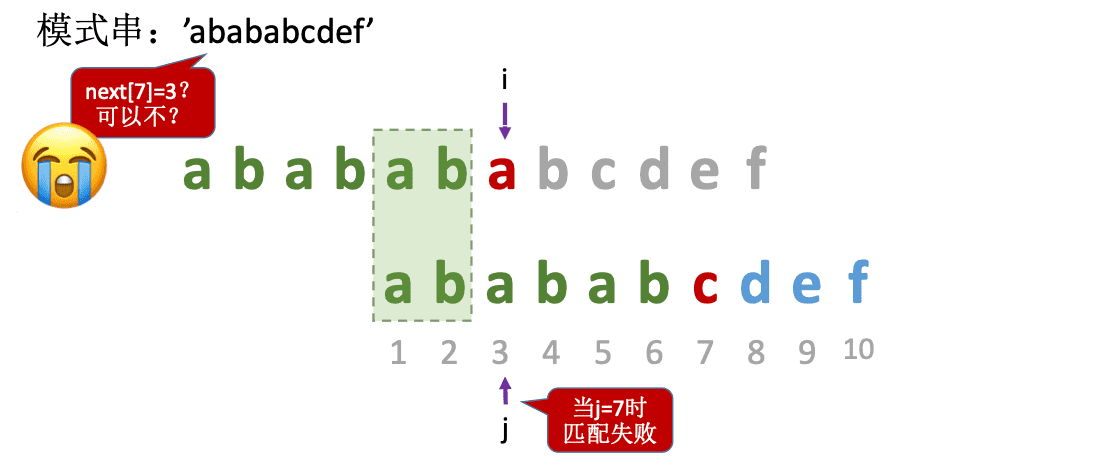 模式串：'abababcdef'
next[7]=3?
可以不?
i
a b a b a b a b c d e f
a b a b a b c d e f
1 2 3 4 5 6 7 8 9 10
j
当j=7时
匹配失败